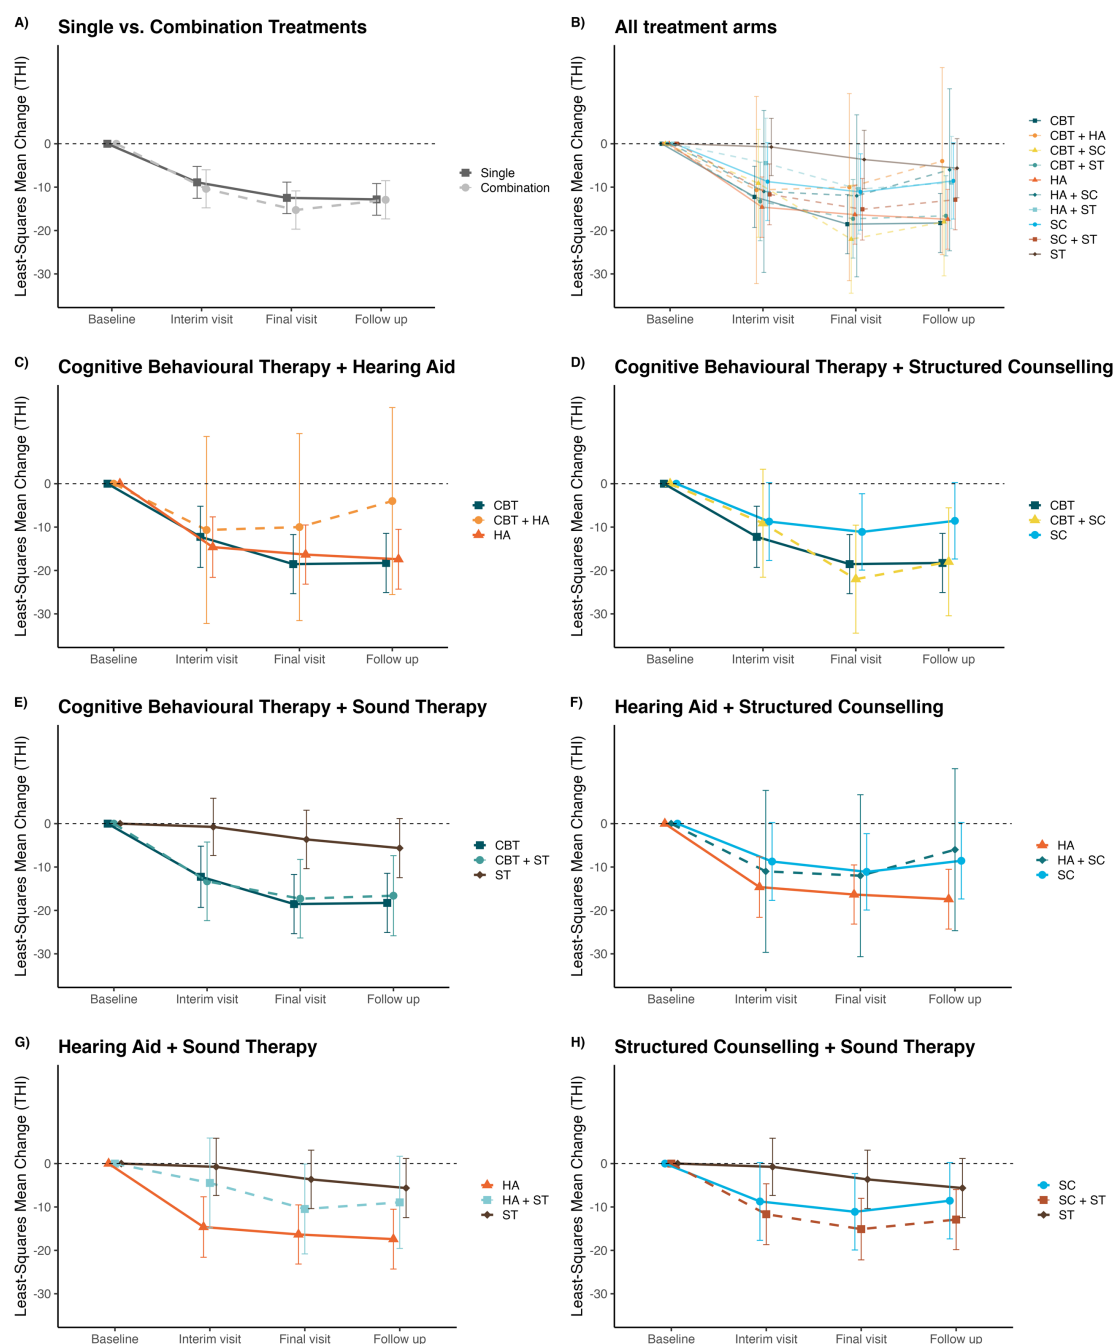 A) Single vs. Combination Treatments
Least-Squares Mean Change (THI)
0
-10
-20
-30
Baseline Interim visit Final visit Follow up
Single
Combination
B) All treatment arms
Least-Squares Mean Change (THI)
0
-10
-20
-30
Baseline Interim visit Final visit Follow up
CBT
CBT + HA
CBT + SC
CBT + ST
HA
HA + SC
HA + ST
SC
SC + ST
ST
C) Cognitive Behavioural Therapy + Hearing Aid
Least-Squares Mean Change (THI)
0
-10
-20
-30
Baseline Interim visit Final visit Follow up
CBT
CBT + HA
HA
D) Cognitive Behavioural Therapy + Structured Counselling
Least-Squares Mean Change (THI)
0
-10
-20
-30
Baseline Interim visit Final visit Follow up
CBT
CBT + SC
SC
E) Cognitive Behavioural Therapy + Sound Therapy
Least-Squares Mean Change (THI)
0
-10
-20
-30
Baseline Interim visit Final visit Follow up
CBT
CBT + ST
ST
F) Hearing Aid + Structured Counselling
Least-Squares Mean Change (THI)
0
-10
-20
-30
Baseline Interim visit Final visit Follow up
HA
HA + SC
SC
G) Hearing Aid + Sound Therapy
Least-Squares Mean Change (THI)
0
-10
-20
-30
Baseline Interim visit Final visit Follow up
HA
HA + ST
ST
H) Structured Counselling + Sound Therapy
Least-Squares Mean Change (THI)
0
-10
-20
-30
Baseline Interim visit Final visit Follow up
SC
SC + ST
ST